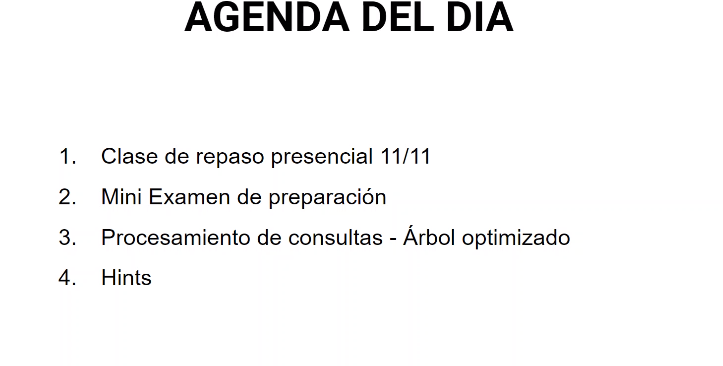 AGENDA DEL DIA
1. Clase de repaso presencial 11/11
2. Mini Examen de preparación
3. Procesamiento de consultas - Árbol optimizado
4. Hints